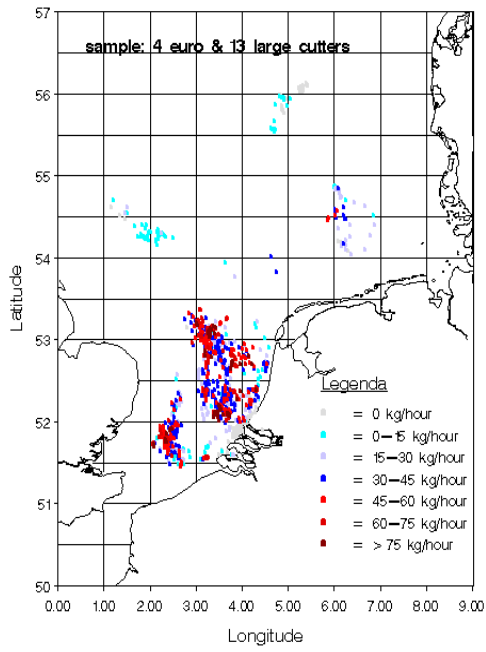 57
sample: 4 euro & 13 large cutters
56
55
54
Latitude
53
Legenda
= 0 kg/hour
52
= 0-15 kg/hour
= 15-30 kg/hour
= 30-45 kg/hour
51
= 45-60 kg/hour
= 60-75 kg/hour
= > 75 kg/hour
50
0.00 1.00 2.00 3.00 4.00 5.00 6.00 7.00 8.00 9.00
Longitude